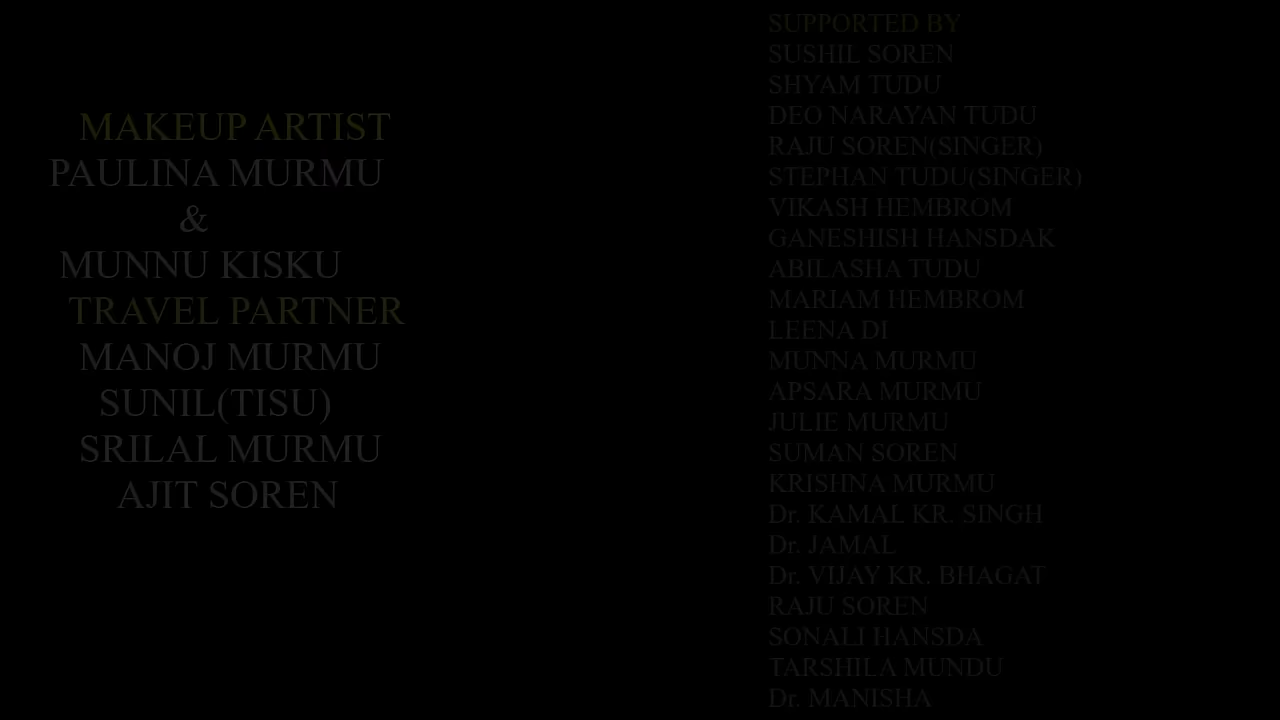 MAKEUP ARTIST
PAULINA MURMU
&
MUNNU KISKU
TRAVEL PARTNER
MANOJ MURMU
SUNIL(TISU)
SRILAL MURMU
AJIT SOREN
SUPPORTED BY
SUSHIL SOREN
SHYAM TUDU
DEO NARAYAN TUDU
RAJU SOREN(SINGER)
STEPHAN TUDU(SINGER)
VIKASH HEMBROM
GANESHISH HANSDAK
ABILASHA TUDU
MARIAM HEMBROM
LEENA DI
MUNNA MURMU
APSARA MURMU
JULIE MURMU
SUMAN SOREN
KRISHNA MURMU
Dr. KAMAL KR. SINGH
Dr. JAMAL
Dr. VIJAY KR. BHAGAT
RAJU SOREN
SONALI HANSDA
TARSHILA MUNDU
Dr. MANISHA